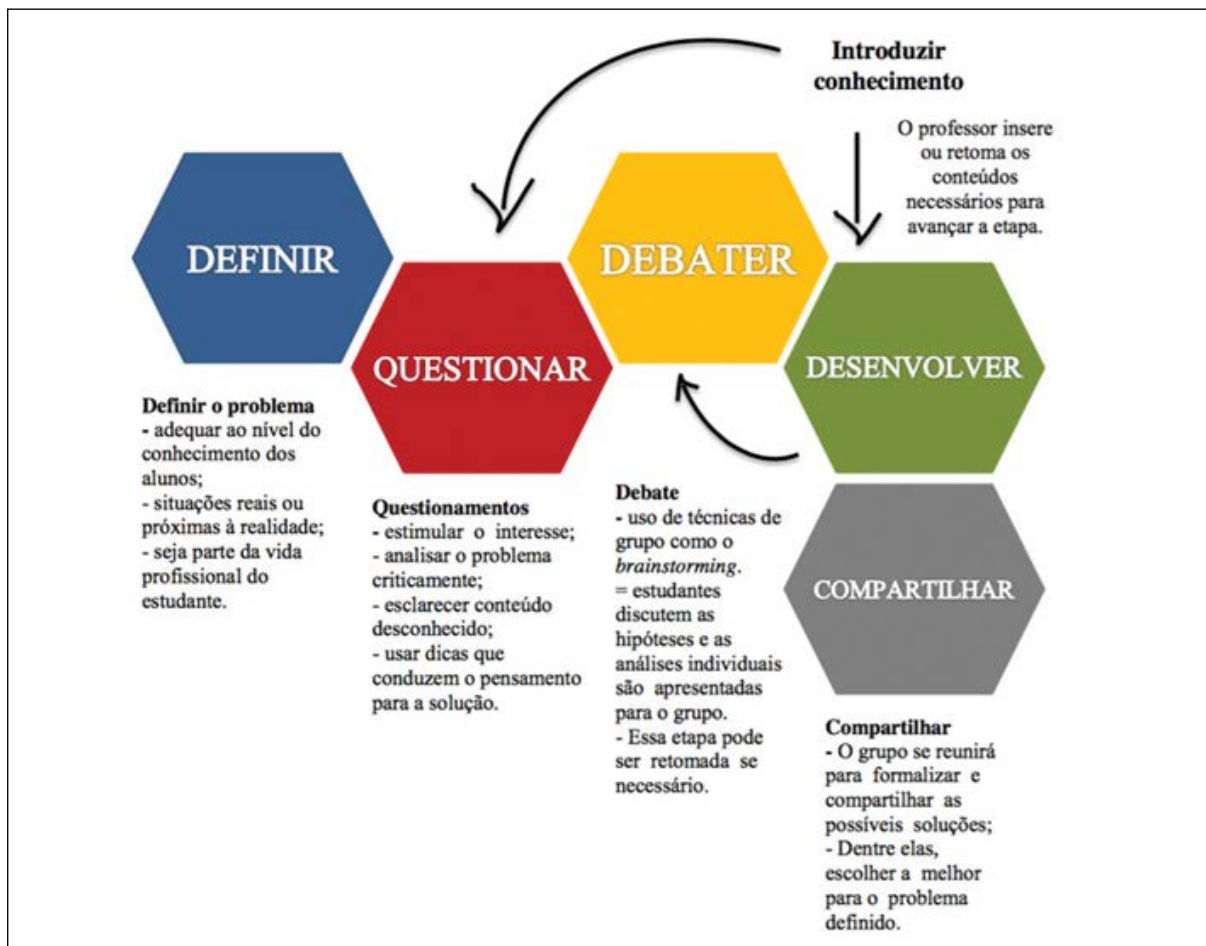 Introduzir
conhecimento
O professor insere
ou retoma os
conteúdos
necessários para
avançar a etapa.
DEFINIR
QUESTIONAR
DEBATER
DESENVOLVER
COMPARTILHAR
Definir o problema
- adequar ao nível do
conhecimento dos
alunos;
- situações reais ou
próximas à realidade;
- seja parte da vida
profissional do
estudante.
Questionamentos
- estimular o interesse;
- analisar o problema
criticamente;
- esclarecer conteúdo
desconhecido;
- usar dicas que
conduzem o pensamento
para a solução.
Debate
- uso de técnicas de
grupo como o
brainstorming.
= estudantes
discutem as
hipóteses e as
análises individuais
são apresentadas
para o grupo.
- Essa etapa pode
ser retomada se
necessário.
Compartilhar
- O grupo se reunirá
para formalizar e
compartilhar as
possíveis soluções;
- Dentre elas,
escolher a melhor
para o problema
definido.